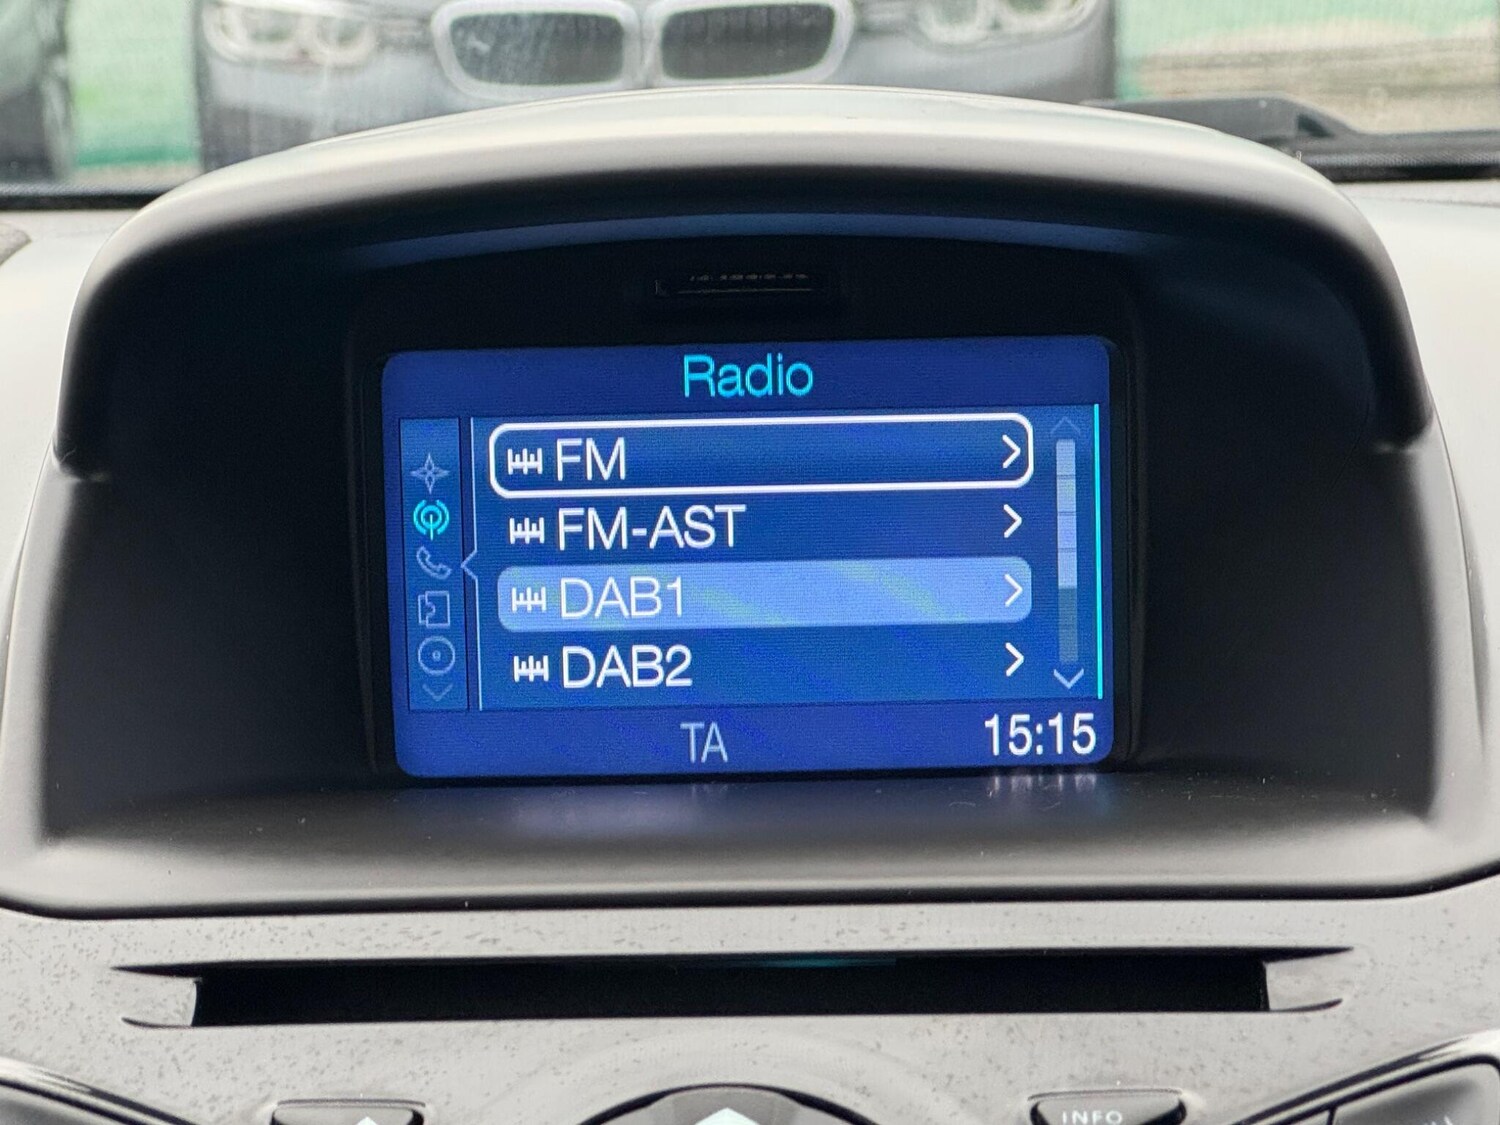 Radio
FM
FM-AST
DAB1
DAB2
TA 15:15
INFO